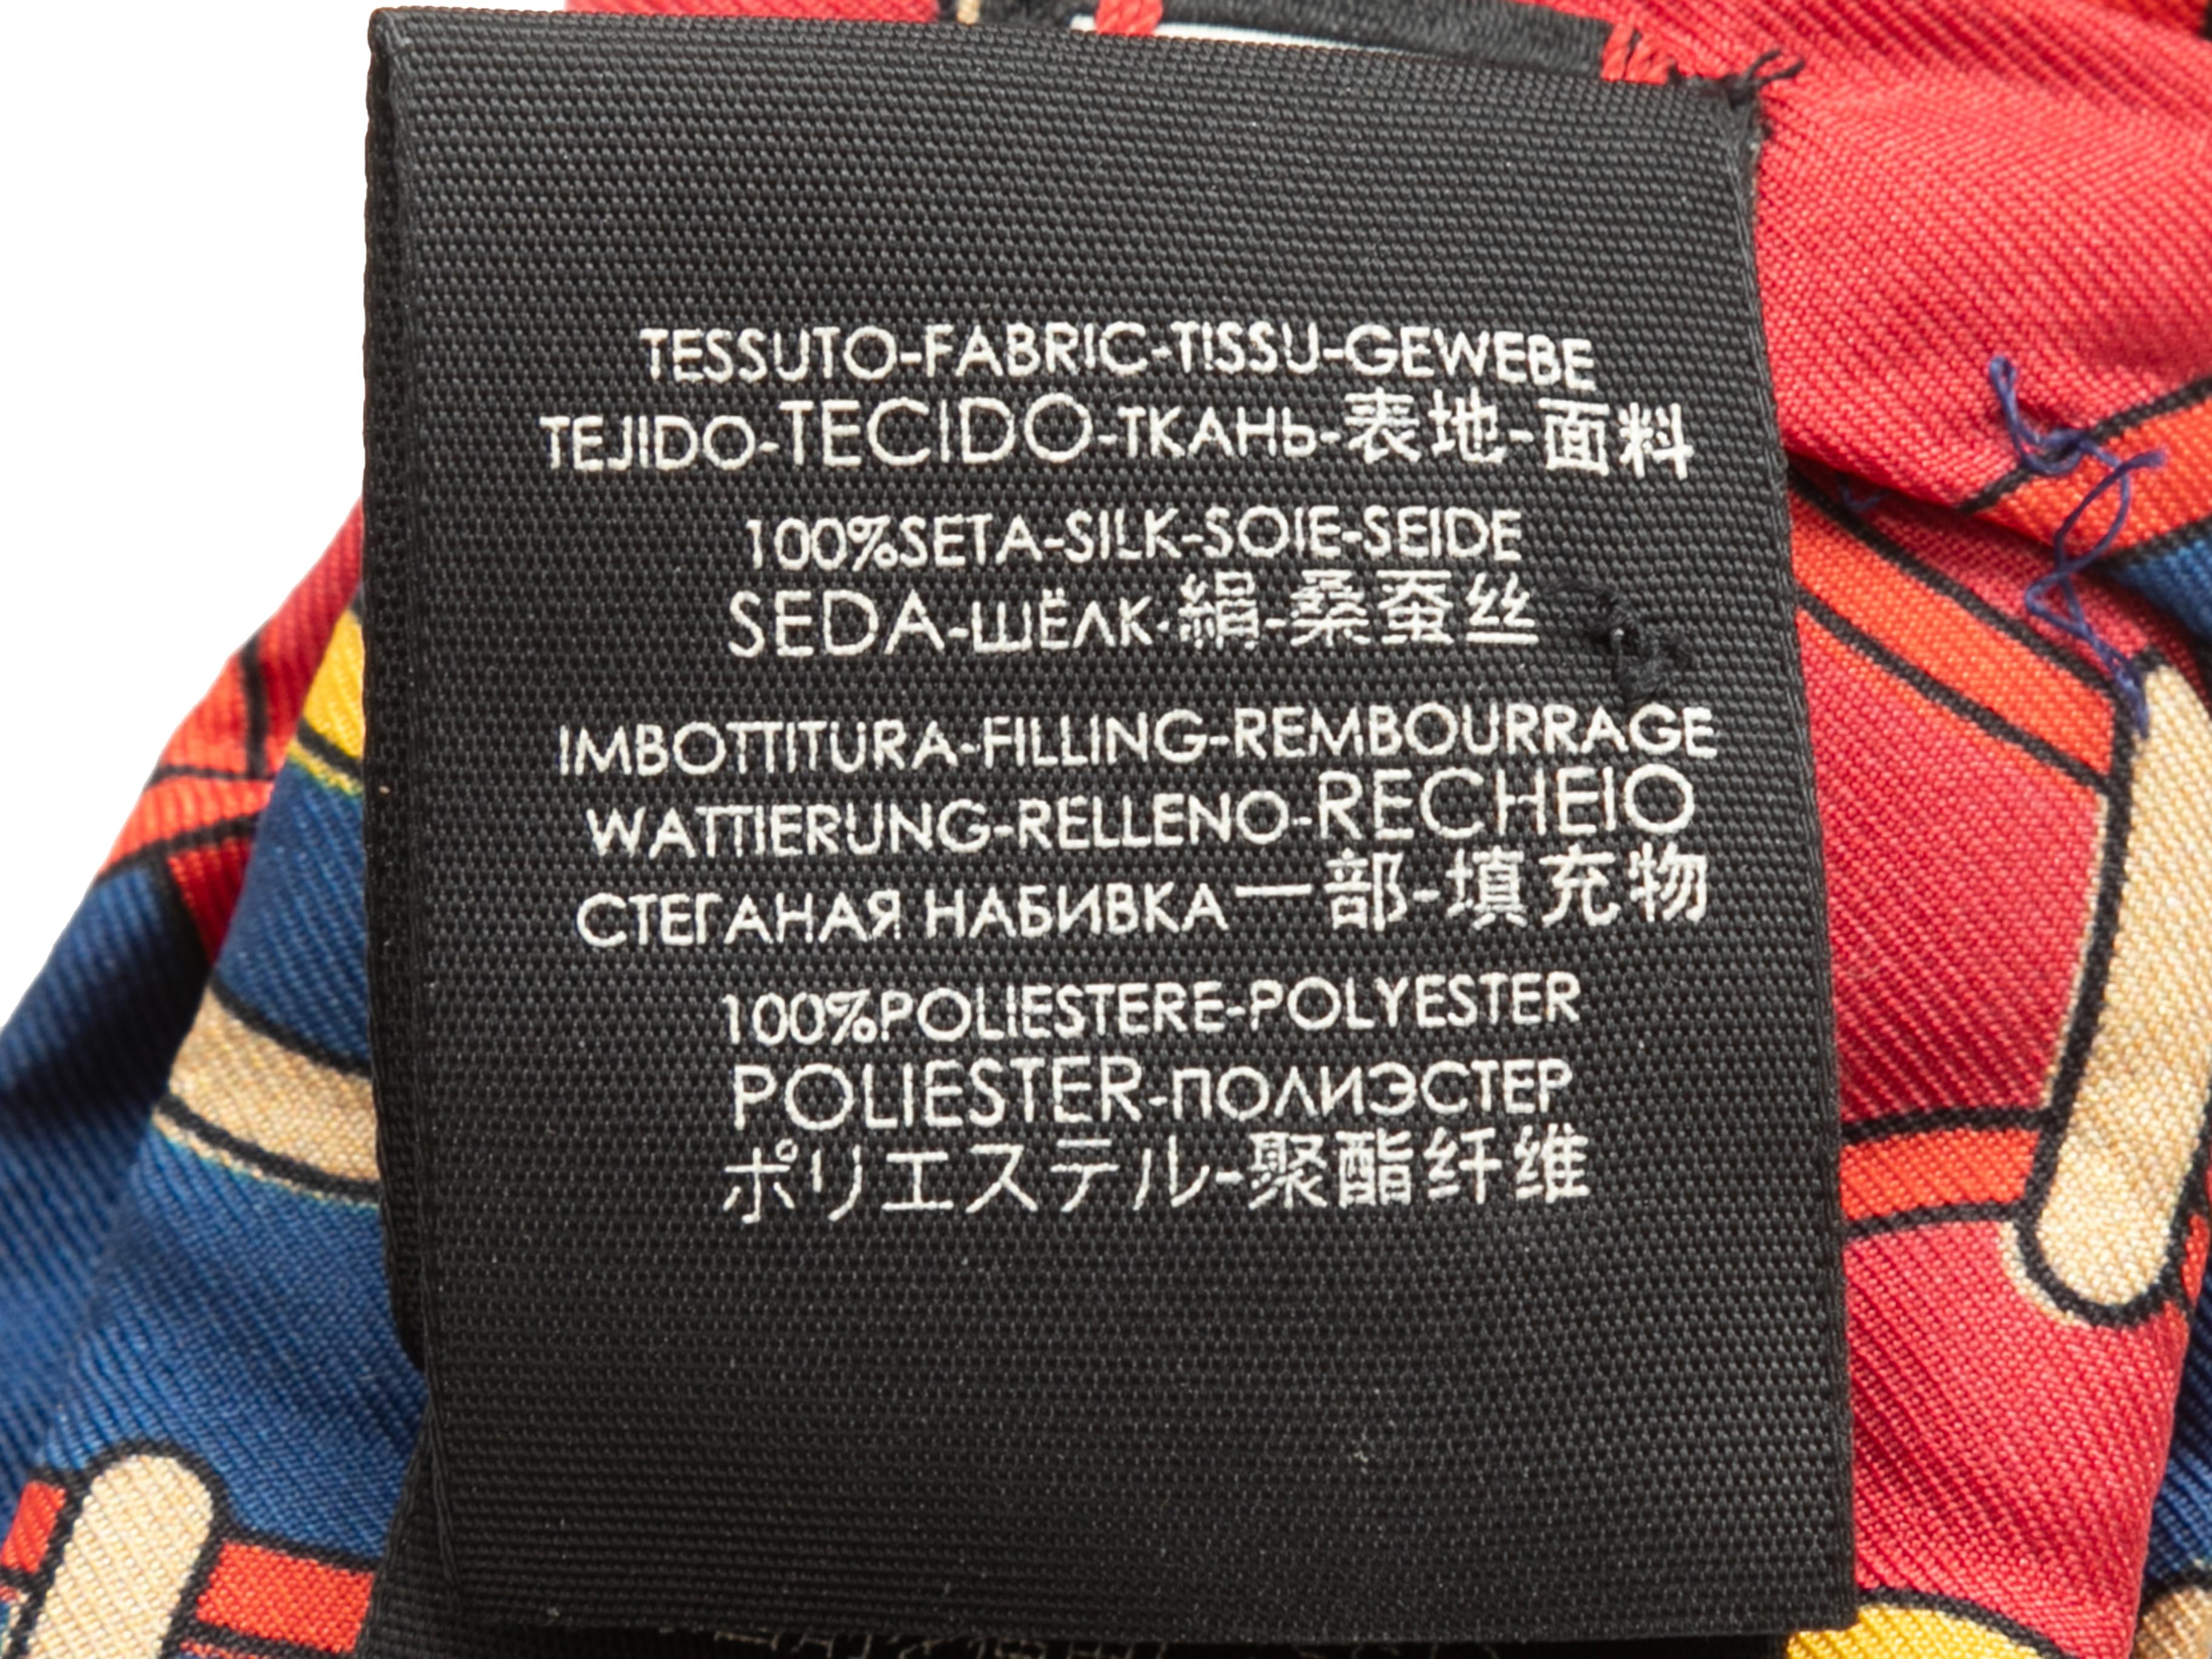 TESSUTO-FABRIC-TISSU-GEWEBE
TEJIDO-TECIDO-ТКАНЬ-表地-面料
100%SETA-SILK-SOIE-SEIDE
SEDA-ШЁЛК-絹-桑蚕丝
IMBOTTITURA-FILLING-REMBOURRAGE
WATTIERUNG-RELLENO-RECHEIO
СТЕГАНАЯ НАБИВКА一部-填充物
100%POLIESTERE-POLYESTER
POLIESTER-ПОЛИЭСТЕР
ポリエステル-聚酯纤维